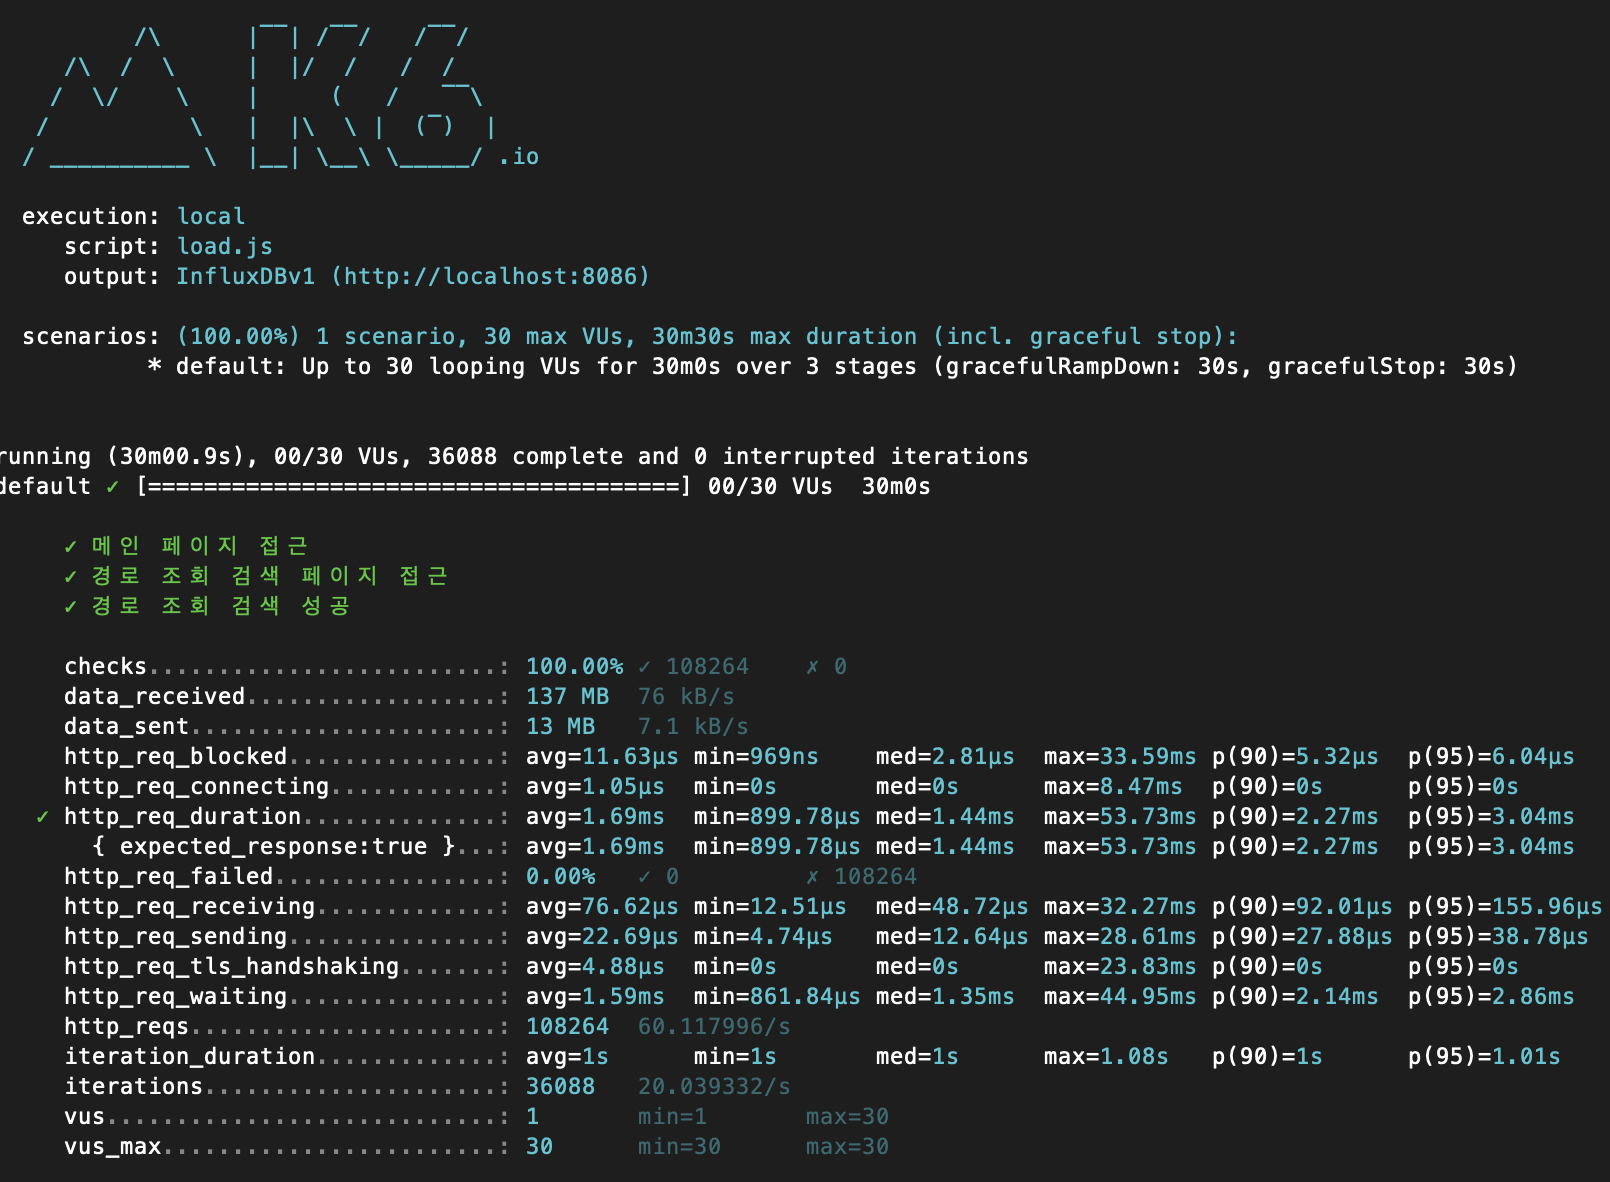 .io
execution: local
script: load.js
output: InfluxDBv1 (http://localhost:8086)
scenarios: (100.00%) 1 scenario, 30 max VUs, 30m30s max duration (incl. graceful stop):
* default: Up to 30 looping VUs for 30m0s over 3 stages (gracefulRampDown: 30s, gracefulStop: 30s)
running (30m00.9s), 00/30 VUs, 36088 complete and 0 interrupted iterations
default ✓ [======================================] 00/30 VUs  30m0s
✓ 메인 페이지 접근
✓ 경로 조회 검색 페이지 접근
✓ 경로 조회 검색 성공
checks.........................: 100.00% ✓ 108264    ✗ 0
data_received..................: 137 MB  76 kB/s
data_sent......................: 13 MB   7.1 kB/s
http_req_blocked...............: avg=11.63µs min=969ns    med=2.81µs  max=33.59ms p(90)=5.32µs  p(95)=6.04µs
http_req_connecting............: avg=1.05µs  min=0s       med=0s      max=8.47ms  p(90)=0s      p(95)=0s
✓ http_req_duration..............: avg=1.69ms  min=899.78µs med=1.44ms  max=53.73ms p(90)=2.27ms  p(95)=3.04ms
{ expected_response:true }...: avg=1.69ms  min=899.78µs med=1.44ms  max=53.73ms p(90)=2.27ms  p(95)=3.04ms
http_req_failed................: 0.00%   ✓ 0         ✗ 108264
http_req_receiving.............: avg=76.62µs min=12.51µs  med=48.72µs max=32.27ms p(90)=92.01µs p(95)=155.96µs
http_req_sending...............: avg=22.69µs min=4.74µs   med=12.64µs max=28.61ms p(90)=27.88µs p(95)=38.78µs
http_req_tls_handshaking.......: avg=4.88µs  min=0s       med=0s      max=23.83ms p(90)=0s      p(95)=0s
http_req_waiting...............: avg=1.59ms  min=861.84µs med=1.35ms  max=44.95ms p(90)=2.14ms  p(95)=2.86ms
http_reqs......................: 108264  60.117996/s
iteration_duration.............: avg=1s      min=1s       med=1s      max=1.08s   p(90)=1s      p(95)=1.01s
iterations.....................: 36088   20.039332/s
vus............................: 1       min=1       max=30
vus_max........................: 30      min=30      max=30